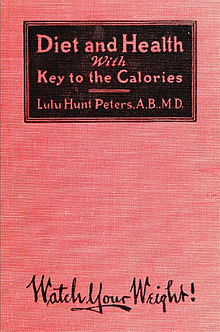 Diet and Health
With
Key to the Calories
Lulu Hunt Peters, A.B., M.D.
Watch Your Weight!